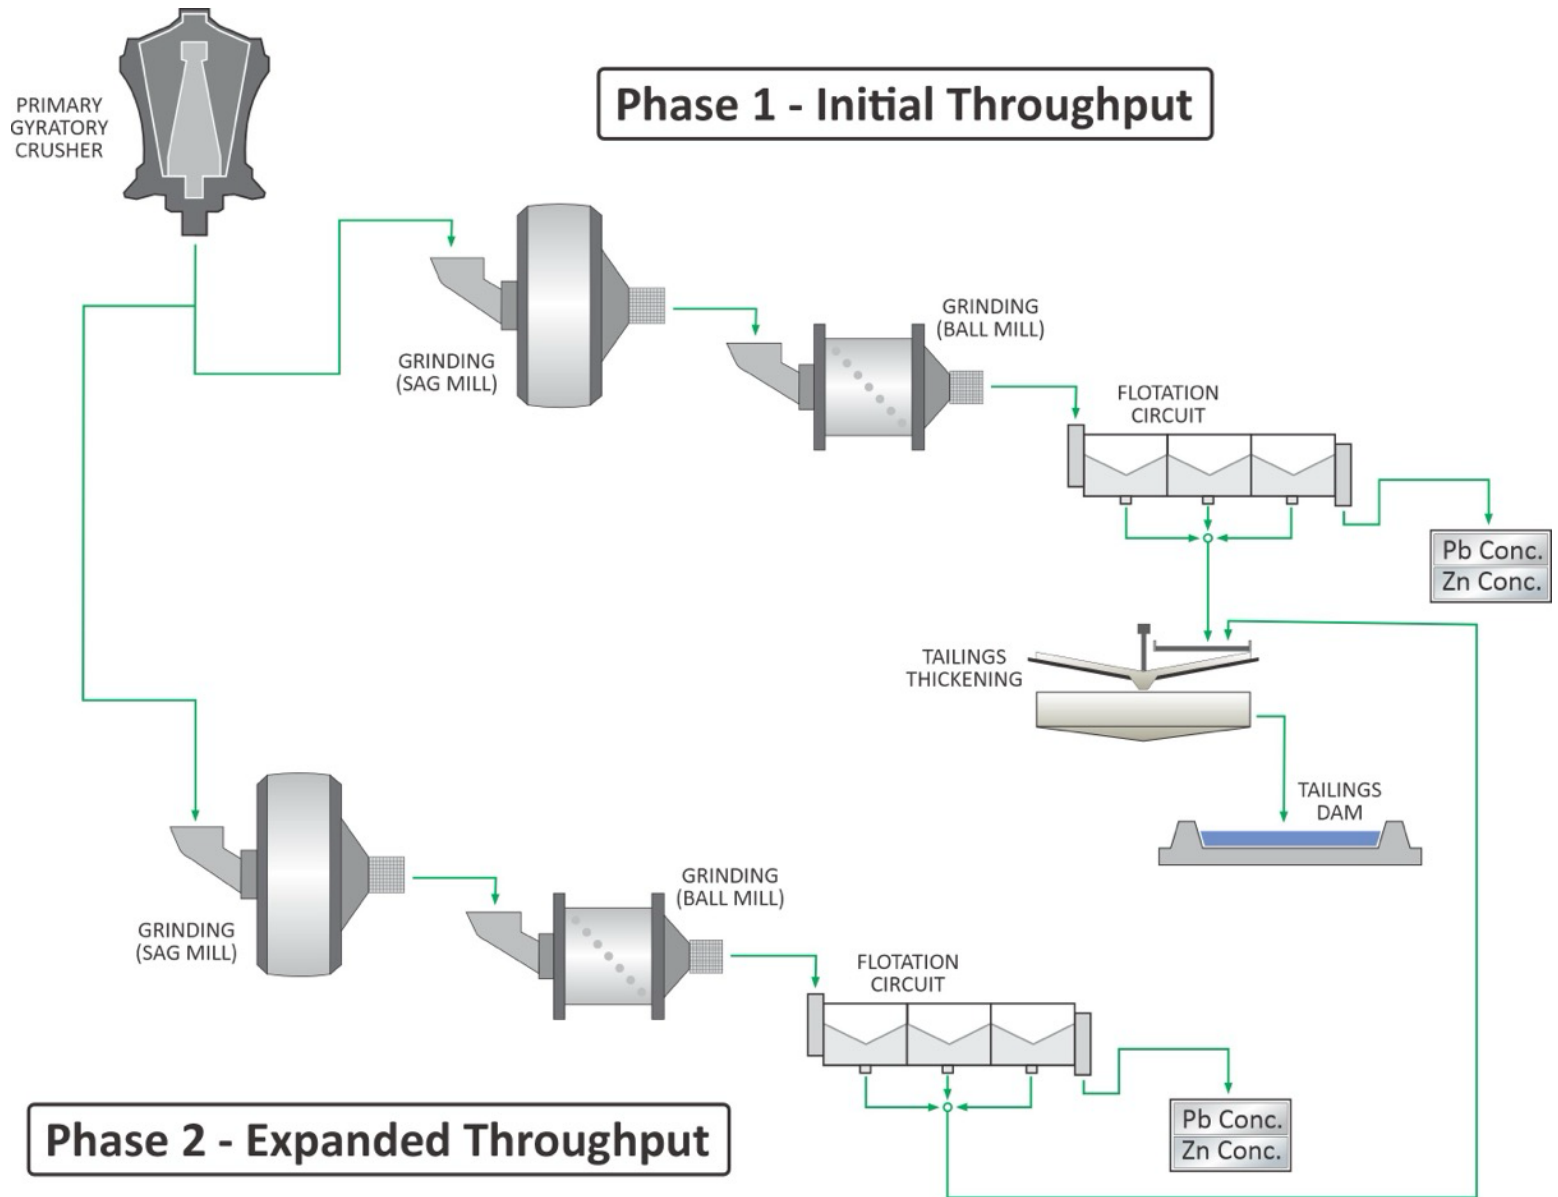 PRIMARY
GYRATORY
CRUSHER
Phase 1 - Initial Throughput
GRINDING
(SAG MILL)
GRINDING
(BALL MILL)
FLOTATION
CIRCUIT
Pb Conc.
Zn Conc.
TAILINGS
THICKENING
TAILINGS
DAM
GRINDING
(SAG MILL)
GRINDING
(BALL MILL)
FLOTATION
CIRCUIT
Pb Conc.
Zn Conc.
Phase 2 - Expanded Throughput